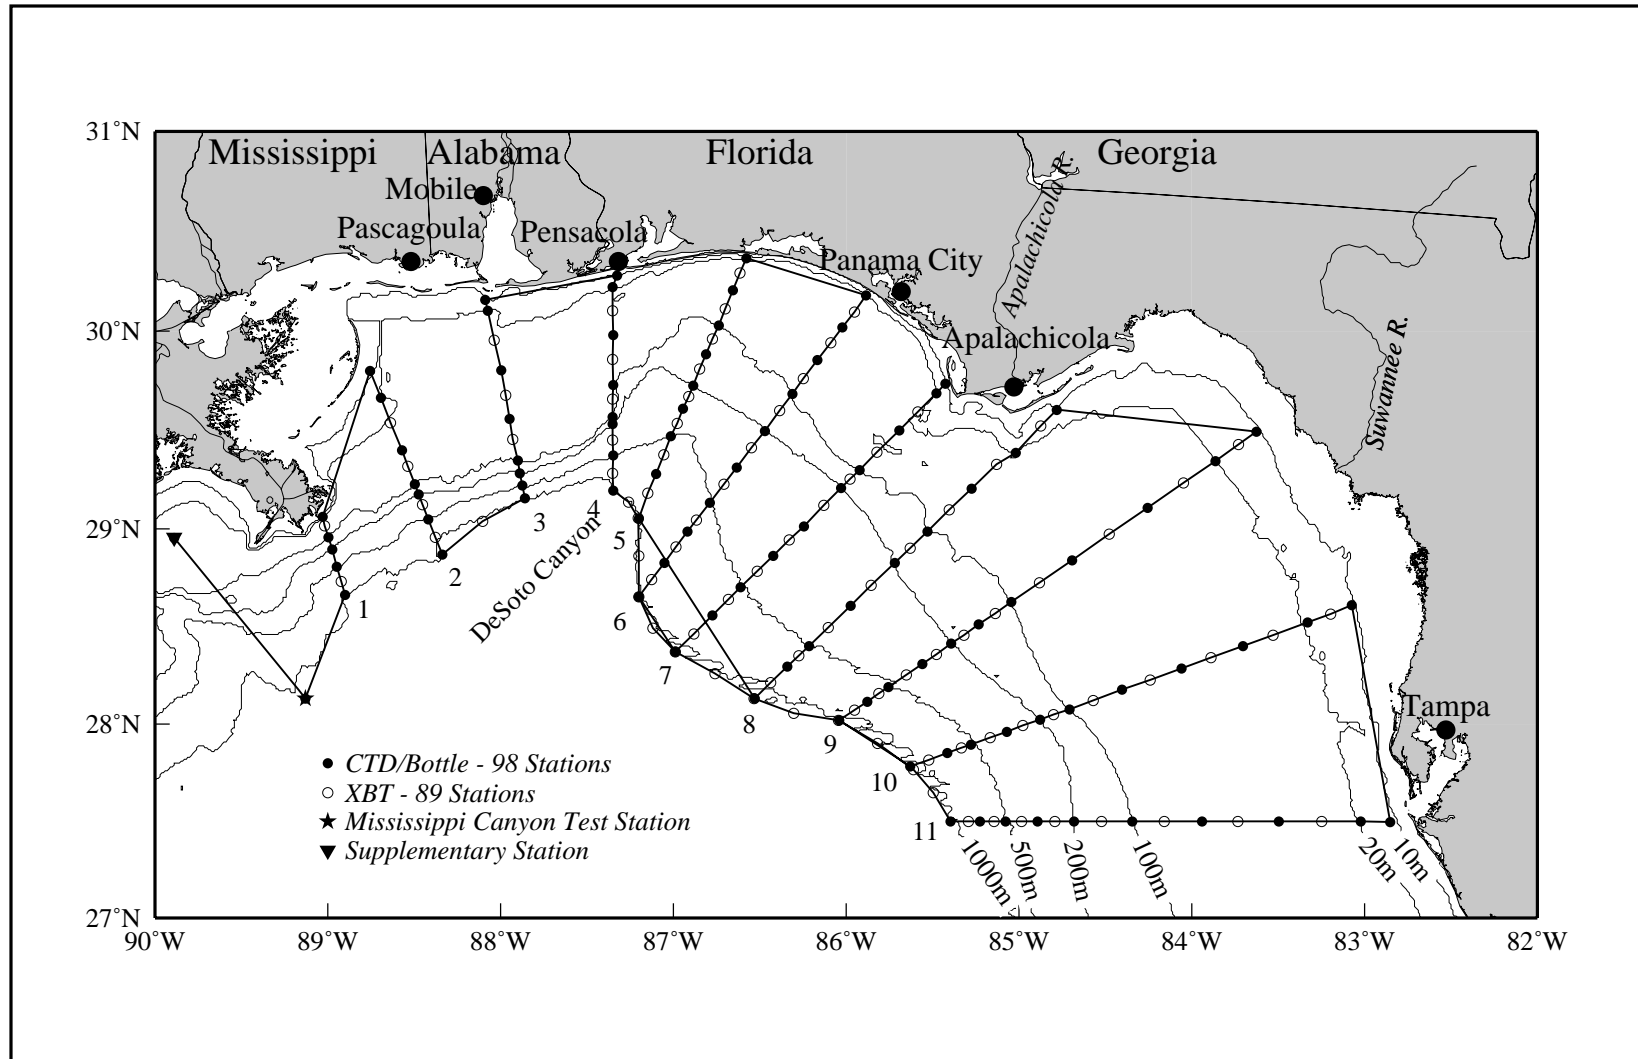 31°N
Mississippi
Alabama
Florida
Georgia
Mobile
Pascagoula
Pensacola
Panama City
Apalachicola R.
Apalachicola
Suwannee R.
30°N
29°N
28°N
27°N
DeSoto Canyon
1
2
3
4
5
6
7
8
9
10
11
Tampa
CTD/Bottle - 98 Stations
XBT - 89 Stations
Mississippi Canyon Test Station
Supplementary Station
1000m
500m
200m
100m
20m
10m
90°W
89°W
88°W
87°W
86°W
85°W
84°W
83°W
82°W